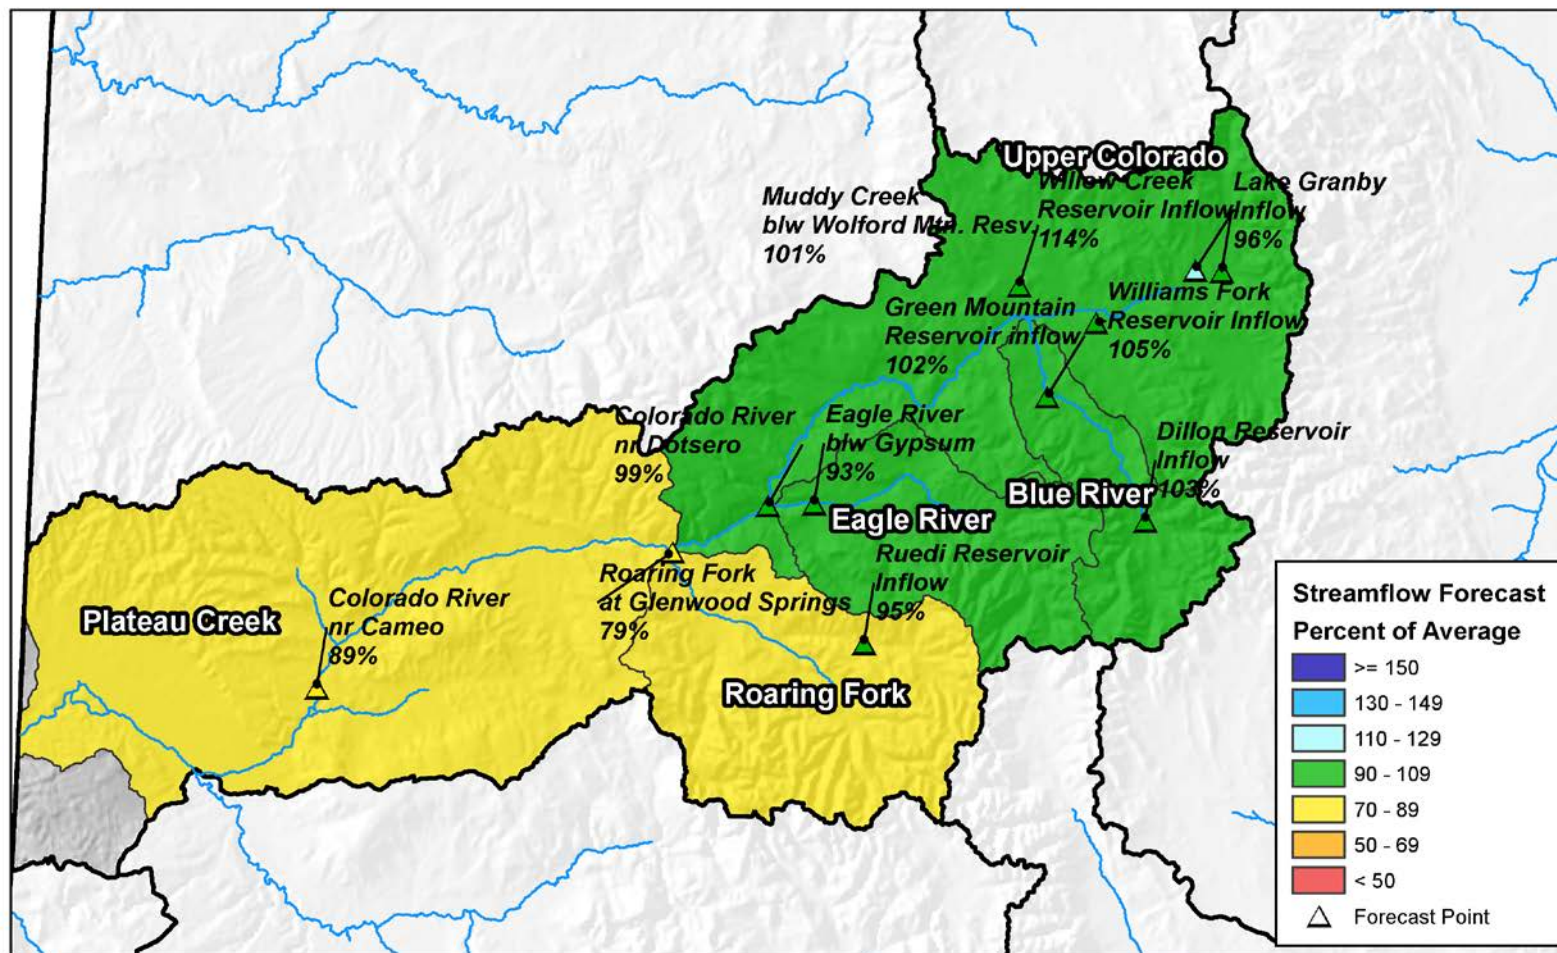 Upper Colorado
Muddy Creek
blw Wolford Mtn. Resv.
101%
Willow Creek
Reservoir Inflow
114%
Lake Granby
Inflow
96%
Green Mountain
Reservoir inflow
102%
Williams Fork
Reservoir Inflow
105%
Colorado River
nr Dotsero
99%
Eagle River
blw Gypsum
93%
Dillon Reservoir
Inflow
103%
Blue River
Eagle River
Ruedi Reservoir
Inflow
95%
Roaring Fork
at Glenwood Springs
79%
Colorado River
nr Cameo
89%
Plateau Creek
Roaring Fork
Streamflow Forecast
Percent of Average
>= 150
130 - 149
110 - 129
90 - 109
70 - 89
50 - 69
< 50
Forecast Point